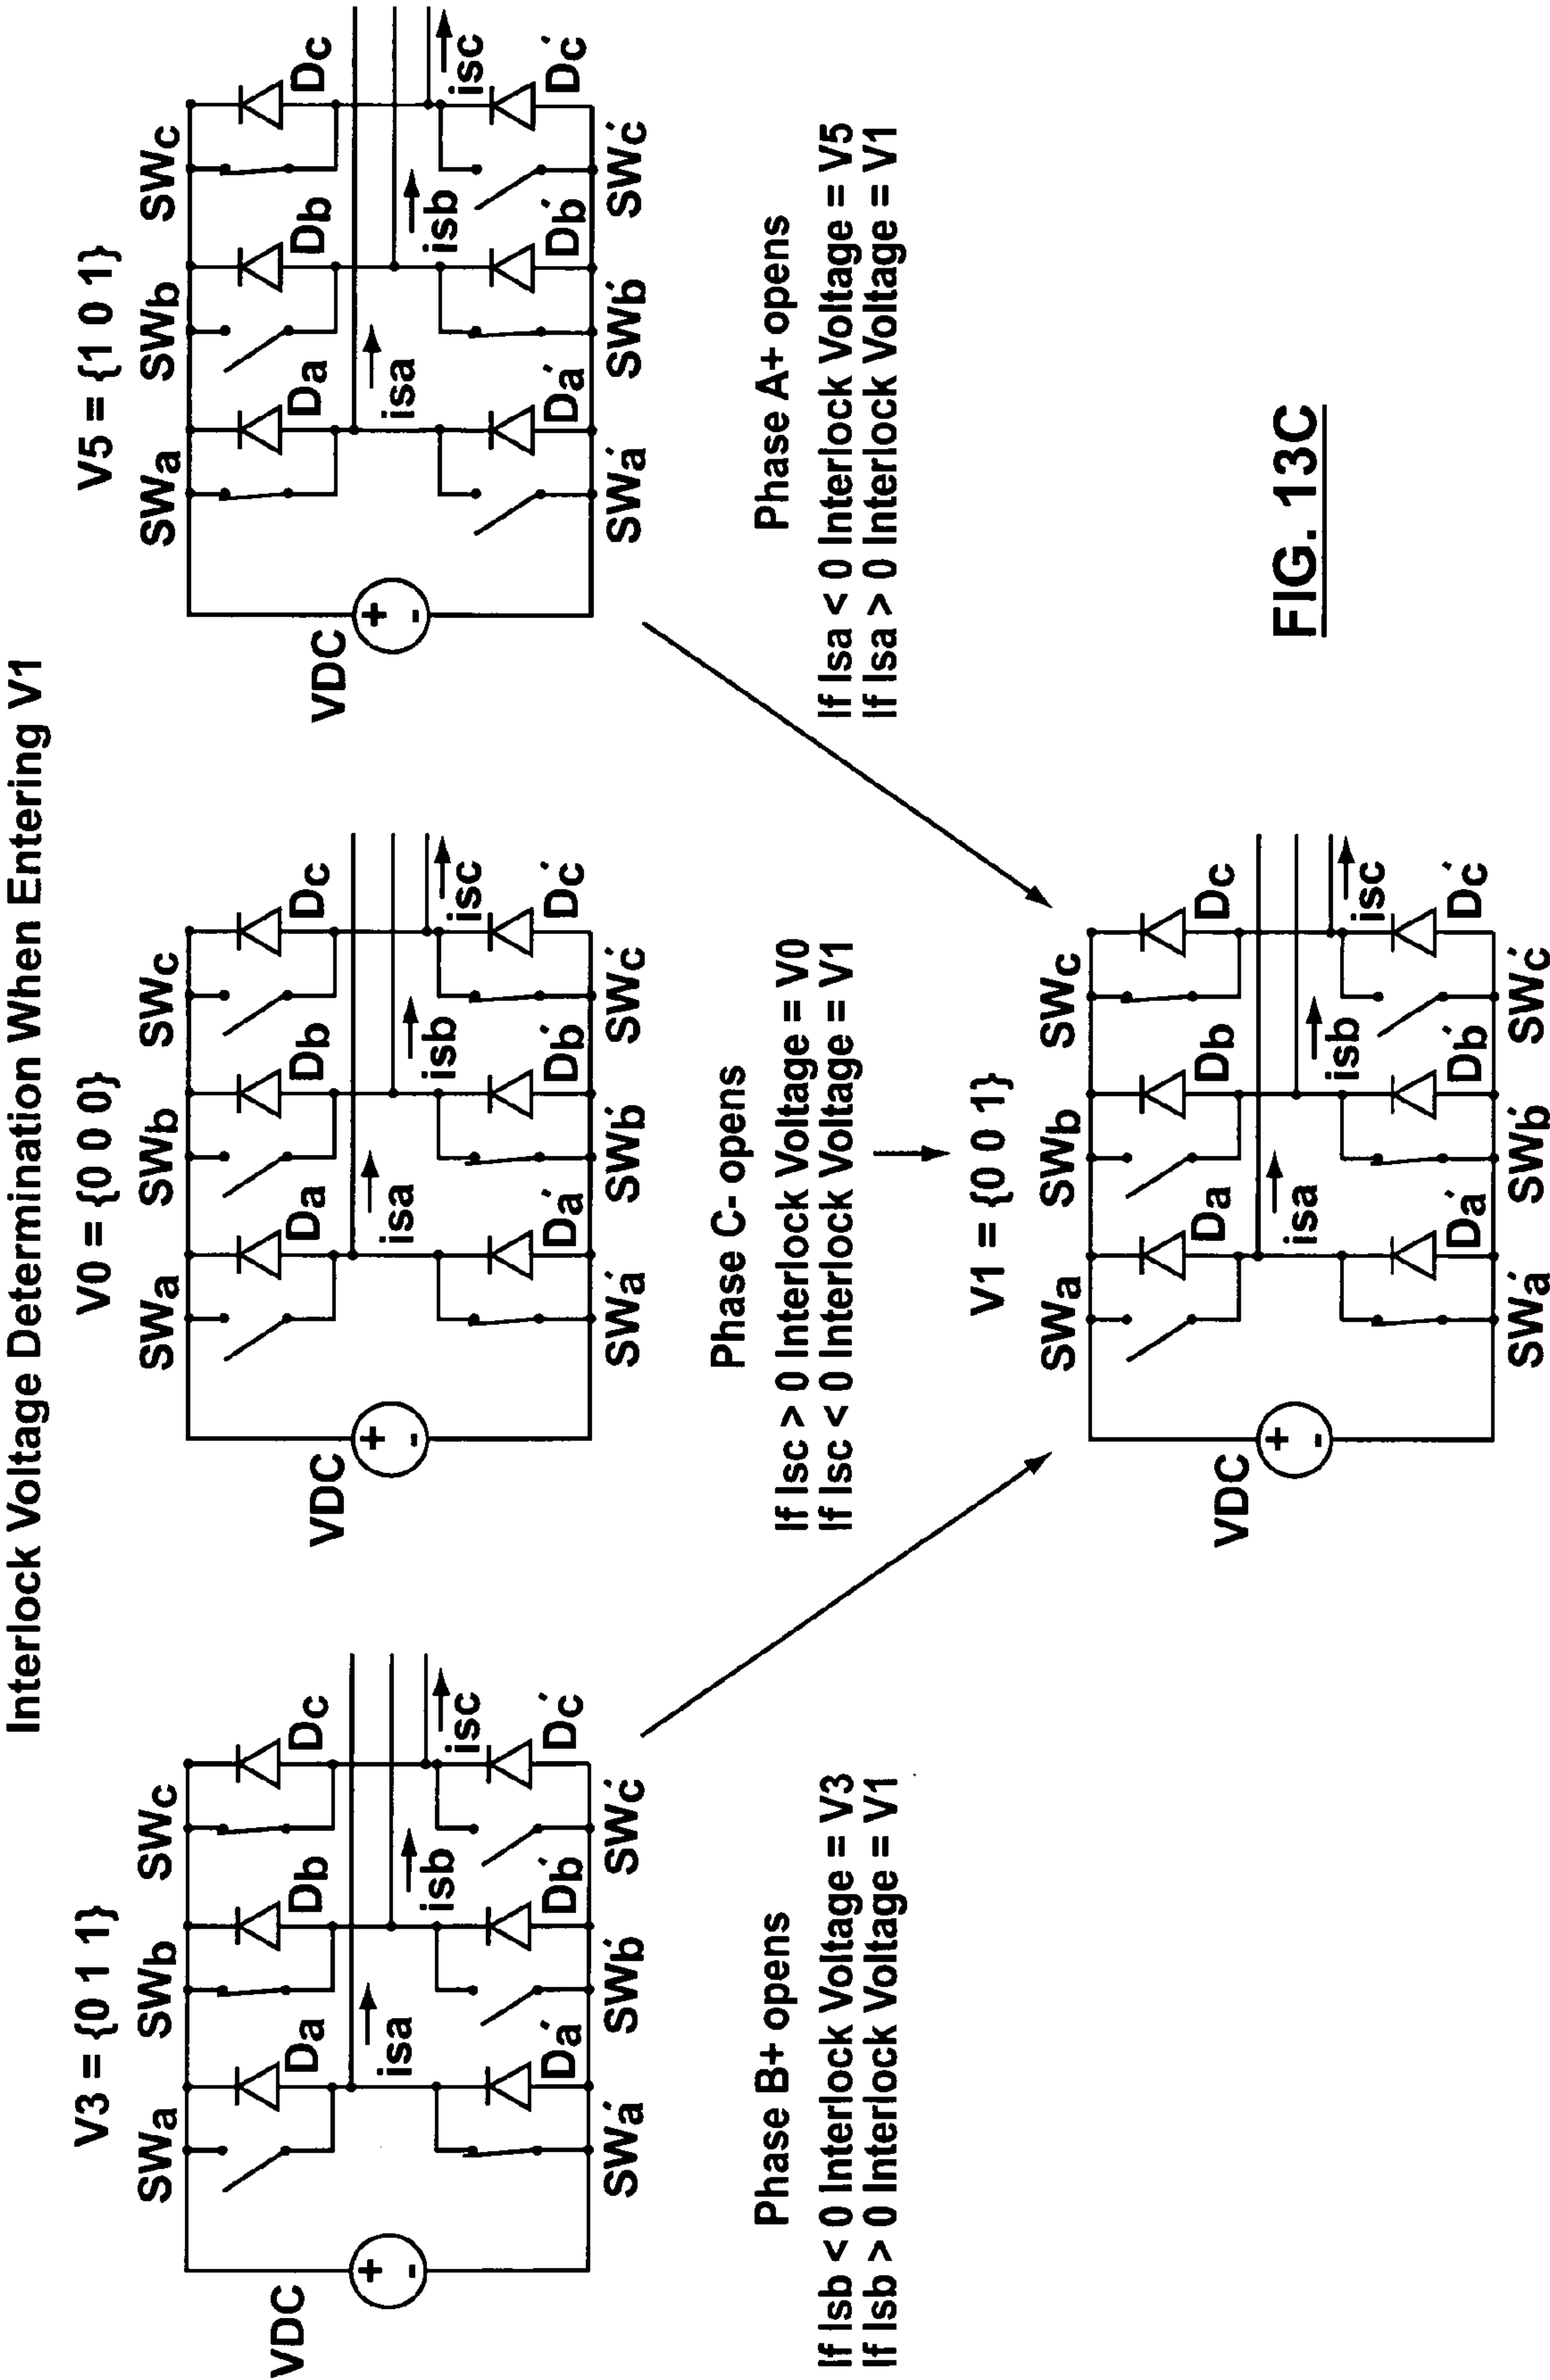 Interlock Voltage Determination When Entering V1
V3 = {0 1 1}
SWa SWb SWc
Da Db Dc
VDC
+
-
isa isb isc
Da´ Db´ Dc´
SWa´ SWb´ SWc´
Phase B+ opens
If Isb < 0 Interlock Voltage = V3
If Isb > 0 Interlock Voltage = V1
V0 = {0 0 0}
SWa SWb SWc
Da Db Dc
VDC
+
-
isa isb isc
Da´ Db´ Dc´
SWa´ SWb´ SWc´
Phase C- opens
If Isc > 0 Interlock Voltage = V0
If Isc < 0 Interlock Voltage = V1
V5 = {1 0 1}
SWa SWb SWc
Da Db Dc
VDC
+
-
isa isb isc
Da´ Db´ Dc´
SWa´ SWb´ SWc´
Phase A+ opens
If Isa < 0 Interlock Voltage = V5
If Isa > 0 Interlock Voltage = V1
V1 = {0 0 1}
SWa SWb SWc
Da Db Dc
VDC
+
-
isa isb isc
Da´ Db´ Dc´
SWa´ SWb´ SWc´
FIG. 13C